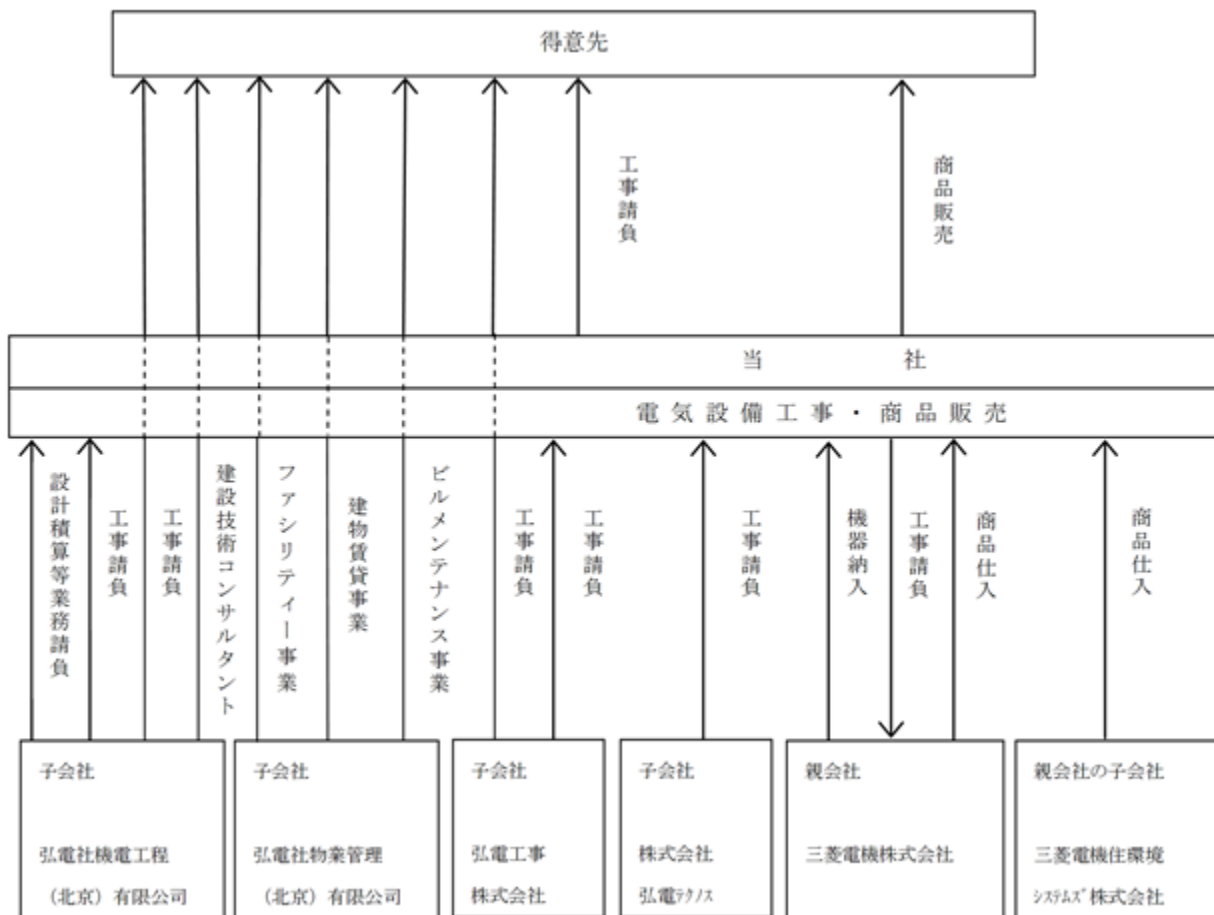 得意先
工事請負
商品販売
当社
電気設備工事・商品販売
設計積算等業務請負
工事請負
工事請負
建設技術コンサルタント
ファシリティー事業
建物賃貸事業
ビルメンテナンス事業
工事請負
工事請負
工事請負
機器納入
工事請負
商品仕入
商品仕入
子会社
弘電社機電工程
（北京）有限公司
子会社
弘電社物業管理
（北京）有限公司
子会社
弘電工事
株式会社
子会社
株式会社
弘電ﾃｸﾉｽ
親会社
三菱電機株式会社
親会社の子会社
三菱電機住環境
ｼｽﾃﾑｽﾞ株式会社